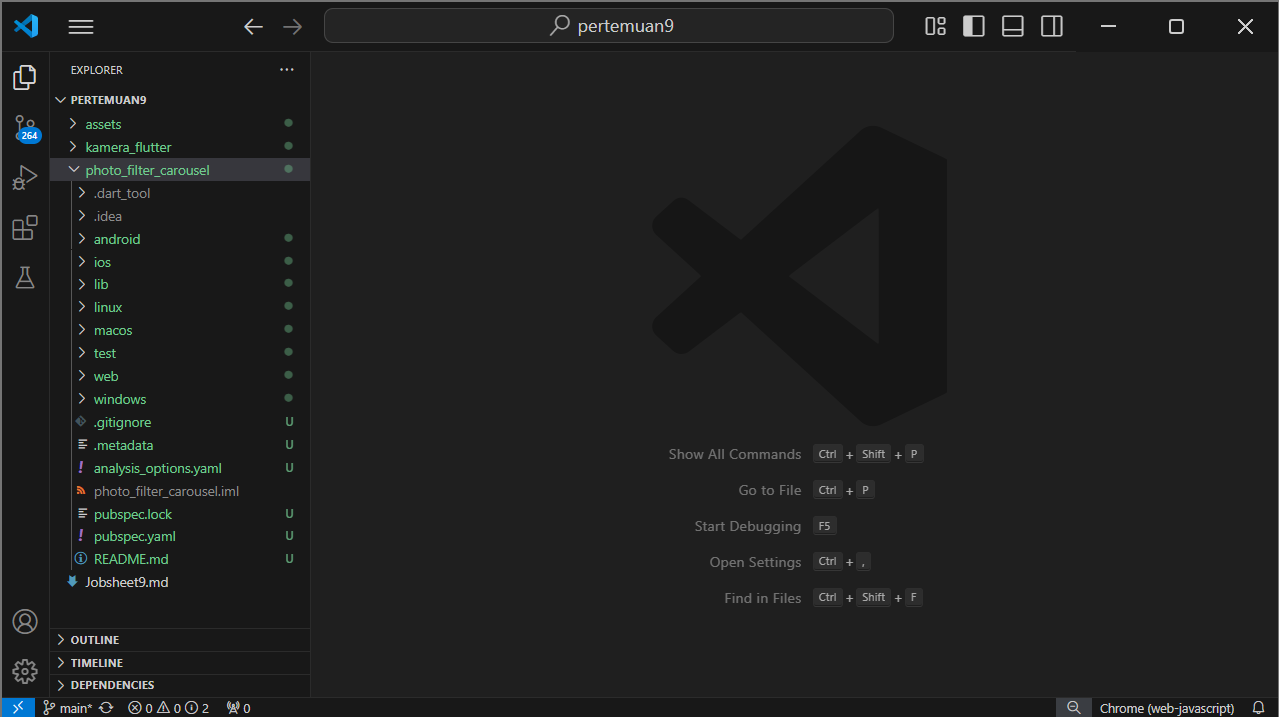 pertemuan9
EXPLORER
PERTEMUAN9
assets
264
kamera_flutter
photo_filter_carousel
.dart_tool
.idea
android
ios
lib
linux
macos
test
web
windows
.gitignore U
.metadata U
analysis_options.yaml U
photo_filter_carousel.iml
pubspec.lock U
pubspec.yaml U
README.md U
Jobsheet9.md
OUTLINE
TIMELINE
DEPENDENCIES
Show All Commands Ctrl + Shift + P
Go to File Ctrl + P
Start Debugging F5
Open Settings Ctrl + ,
Find in Files Ctrl + Shift + F
main* 0 0 2 0 Chrome (web-javascript)